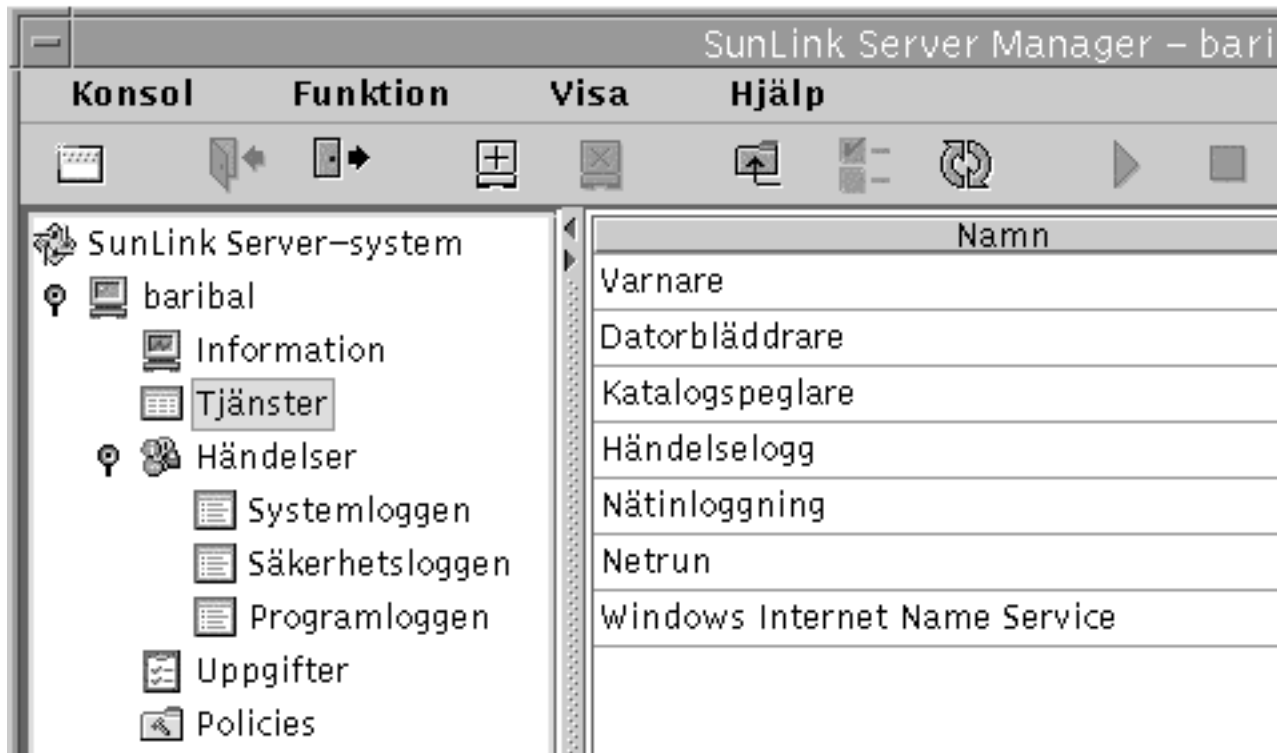 SunLink Server Manager – bari
Konsol Funktion Visa Hjälp
SunLink Server–system
baribal
Information
Tjänster
Händelser
Systemloggen
Säkerhetsloggen
Programloggen
Uppgifter
Policies
Namn
Varnare
Datorbläddrare
Katalogspeglare
Händelselogg
Nätinloggning
Netrun
Windows Internet Name Service